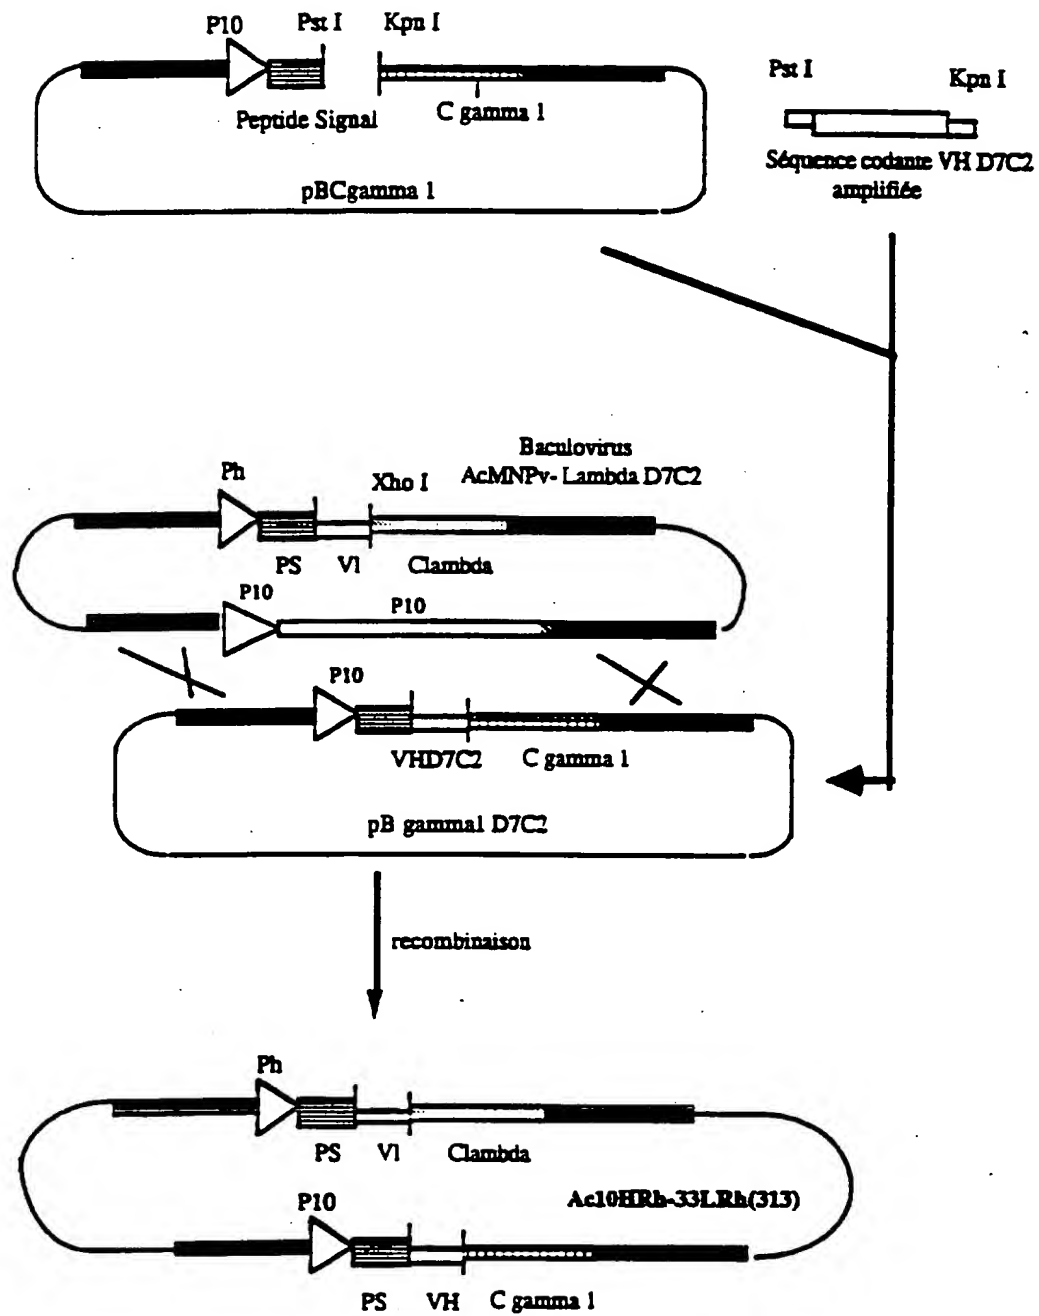 P10
Pst I
Kpn I
Peptide Signal
C gamma 1
pBCgamma 1
Pst I
Kpn I
Séquence codante VH D7C2
amplifiée
Baculovirus
AcMNPv- Lambda D7C2
Ph
Xho I
PS
Vl
Clambda
P10
P10
P10
VHD7C2
C gamma 1
pB gamma1 D7C2
recombinaison
Ph
PS
Vl
Clambda
P10
Ac10HRh-33LRh(313)
PS
VH
C gamma 1